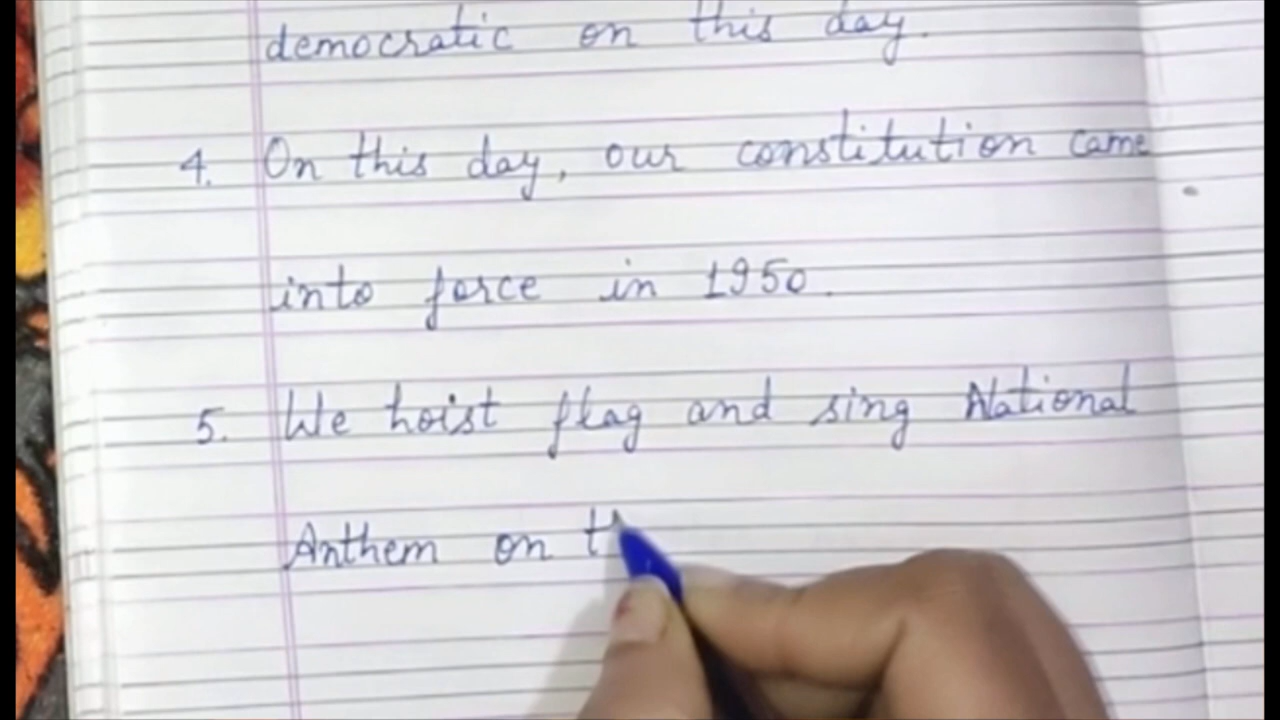 democratic on this day.
4. On this day, our constitution came
into force in 1950.
5. We hoist flag and sing National
Anthem on